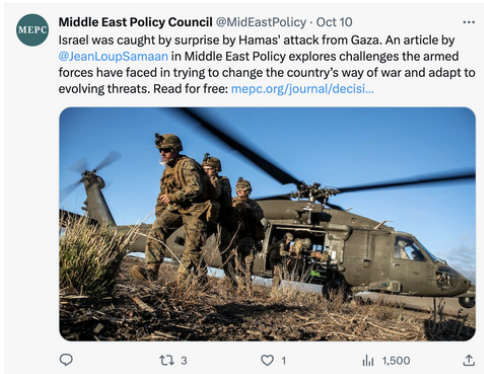 MEPC
Middle East Policy Council @MidEastPolicy · Oct 10
Israel was caught by surprise by Hamas' attack from Gaza. An article by
@JeanLoupSamaan in Middle East Policy explores challenges the armed
forces have faced in trying to change the country's way of war and adapt to
evolving threats. Read for free: mepc.org/journal/decisi...
3
1
1,500